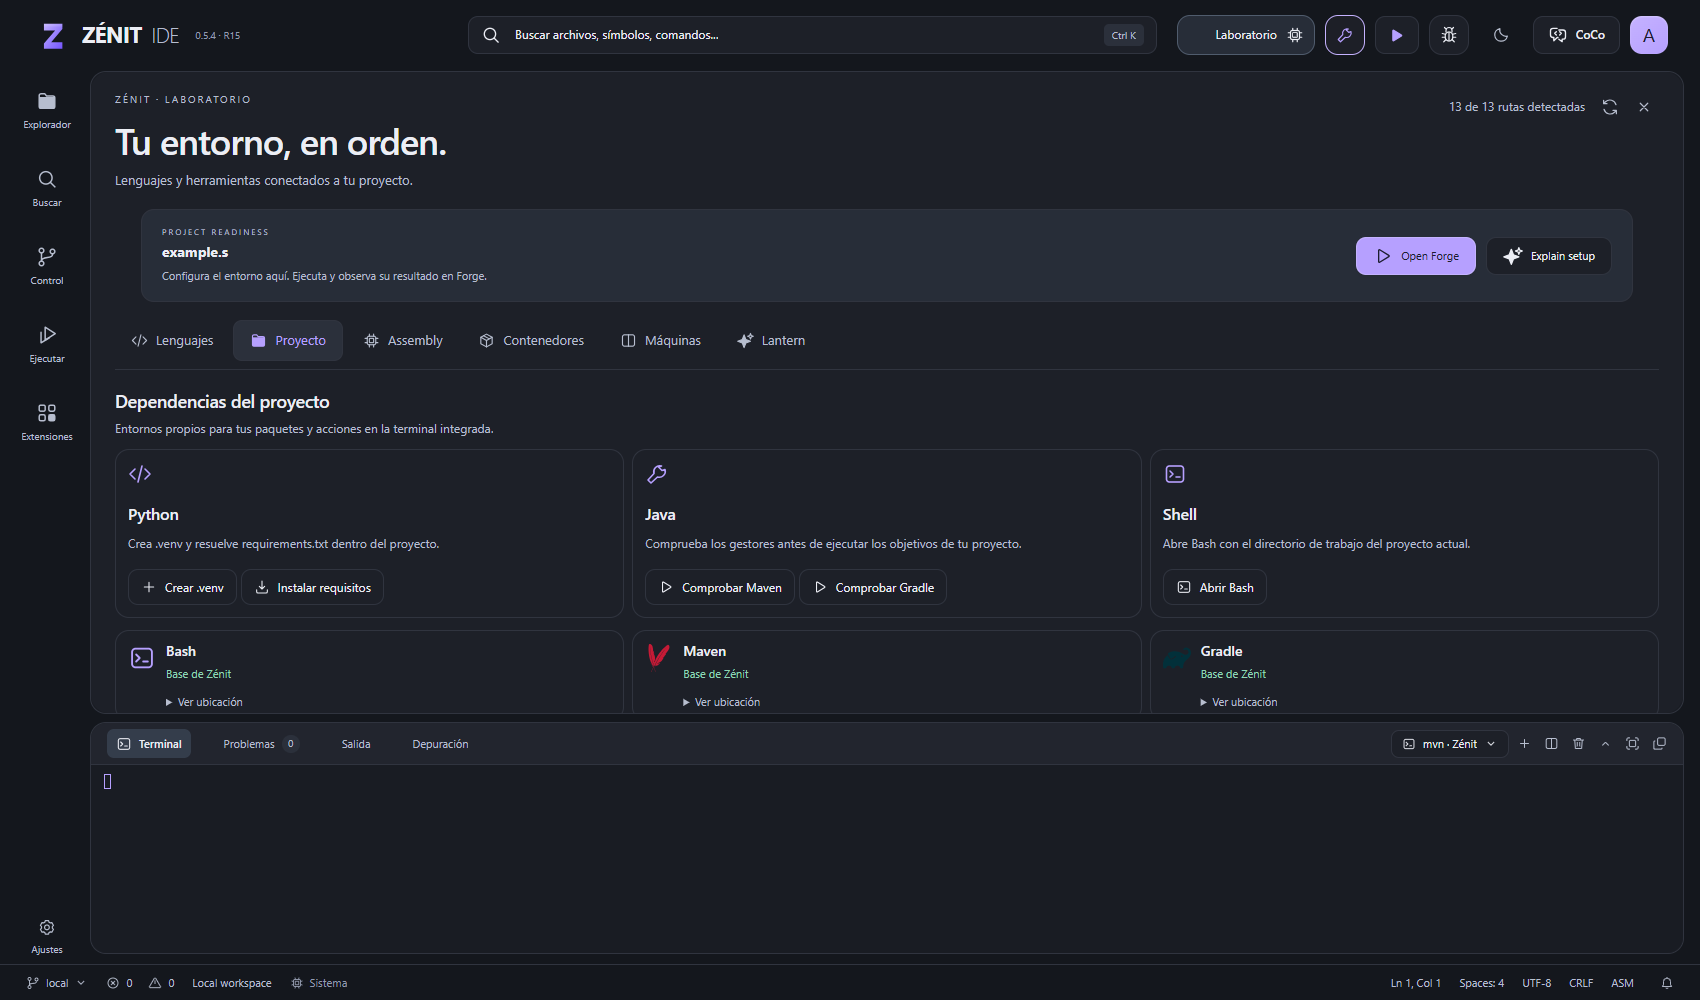 ZÉNIT IDE 0.5.4 · R15
Buscar archivos, símbolos, comandos...
Ctrl K
Laboratorio
CoCo
A
Explorador
Buscar
Control
Ejecutar
Extensiones
Ajustes
ZÉNIT · LABORATORIO
13 de 13 rutas detectadas
Tu entorno, en orden.
Lenguajes y herramientas conectados a tu proyecto.
PROJECT READINESS
example.s
Configura el entorno aquí. Ejecuta y observa su resultado en Forge.
Open Forge
Explain setup
Lenguajes
Proyecto
Assembly
Contenedores
Máquinas
Lantern
Dependencias del proyecto
Entornos propios para tus paquetes y acciones en la terminal integrada.
Python
Crea .venv y resuelve requirements.txt dentro del proyecto.
Crear .venv
Instalar requisitos
Java
Comprueba los gestores antes de ejecutar los objetivos de tu proyecto.
Comprobar Maven
Comprobar Gradle
Shell
Abre Bash con el directorio de trabajo del proyecto actual.
Abrir Bash
Bash
Base de Zénit
Ver ubicación
Maven
Base de Zénit
Ver ubicación
Gradle
Base de Zénit
Ver ubicación
Terminal
Problemas 0
Salida
Depuración
mvn · Zénit
local
0
0
Local workspace
Sistema
Ln 1, Col 1
Spaces: 4
UTF-8
CRLF
ASM